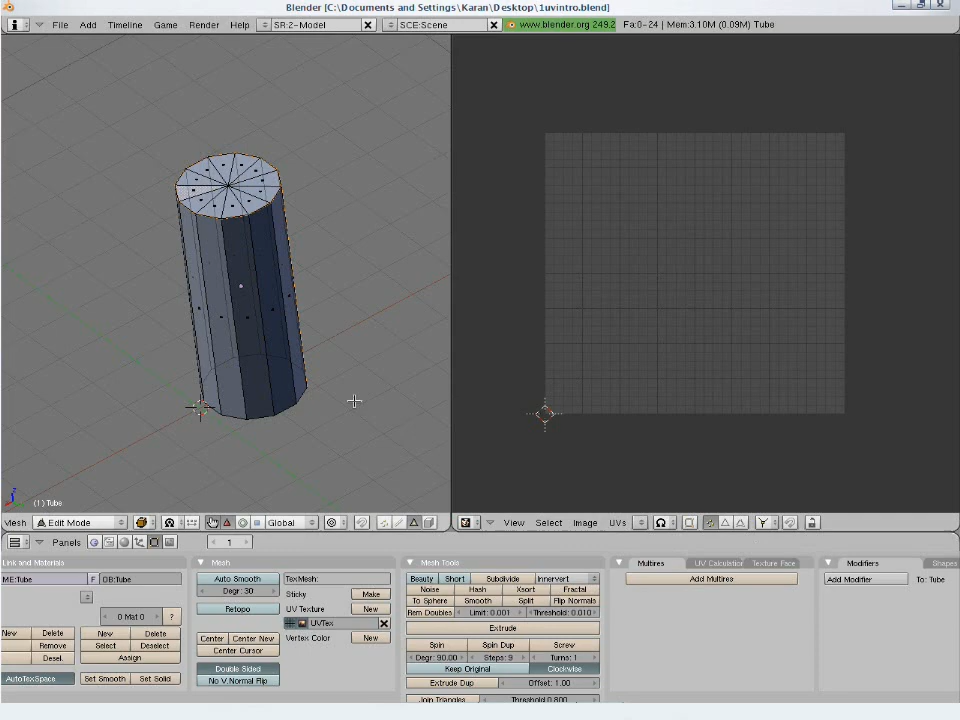 Blender [C:\Documents and Settings\Karan\Desktop\1uvintro.blend]
File Add Timeline Game Render Help SR:2-Model SCE:Scene www.blender.org 249.2 Fa:0-24 | Mem:3.10M (0.09M) Tube
(1) Tube
Mesh Edit Mode Global View Select Image UVs
Panels 1
Link and Materials Mesh Mesh Tools Multires UV Calculation Texture Face Modifiers Shapes
ME:Tube F OB:Tube
Auto Smooth TexMesh: Beauty Short Subdivide Innervert Add Multires Add Modifier To: Tube
Degr: 30 Sticky Make Noise Hash Xsort Fractal
To Sphere Smooth Split Flip Normals
0 Mat 0 ? Retopo UV Texture New Rem Doubles Limit: 0.001 Threshold: 0.010
UVTex Extrude
New Delete New Delete Center Center New Vertex Color New
Remove Select Deselect Center Cursor Spin Spin Dup Screw
Desel. Assign Degr: 90.00 Steps: 9 Turns: 1
Double Sided Keep Original Clockwise
AutoTexSpace Set Smooth Set Solid No V.Normal Flip Extrude Dup Offset: 1.00
Join Triangles Threshold 0.800